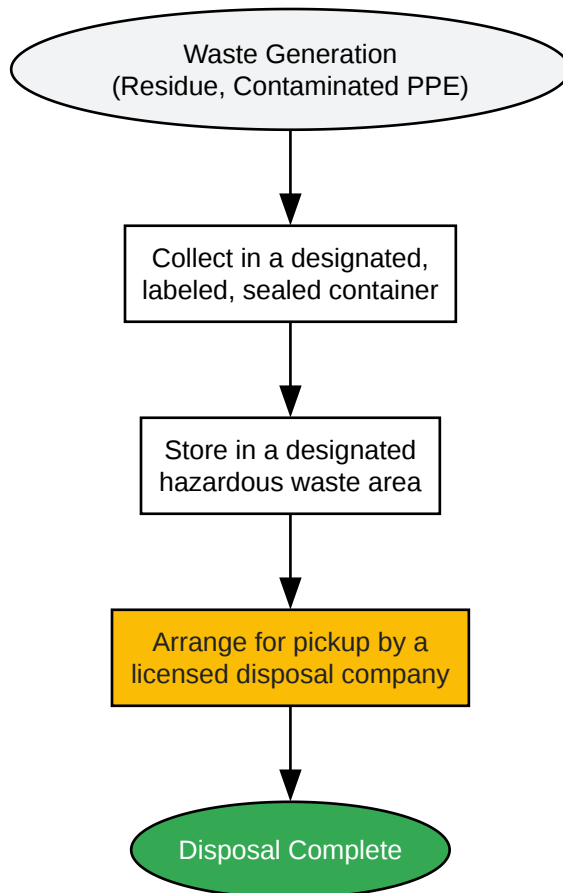 Waste Generation
(Residue, Contaminated PPE)
Collect in a designated,
labeled, sealed container
Store in a designated
hazardous waste area
Arrange for pickup by a
licensed disposal company
Disposal Complete